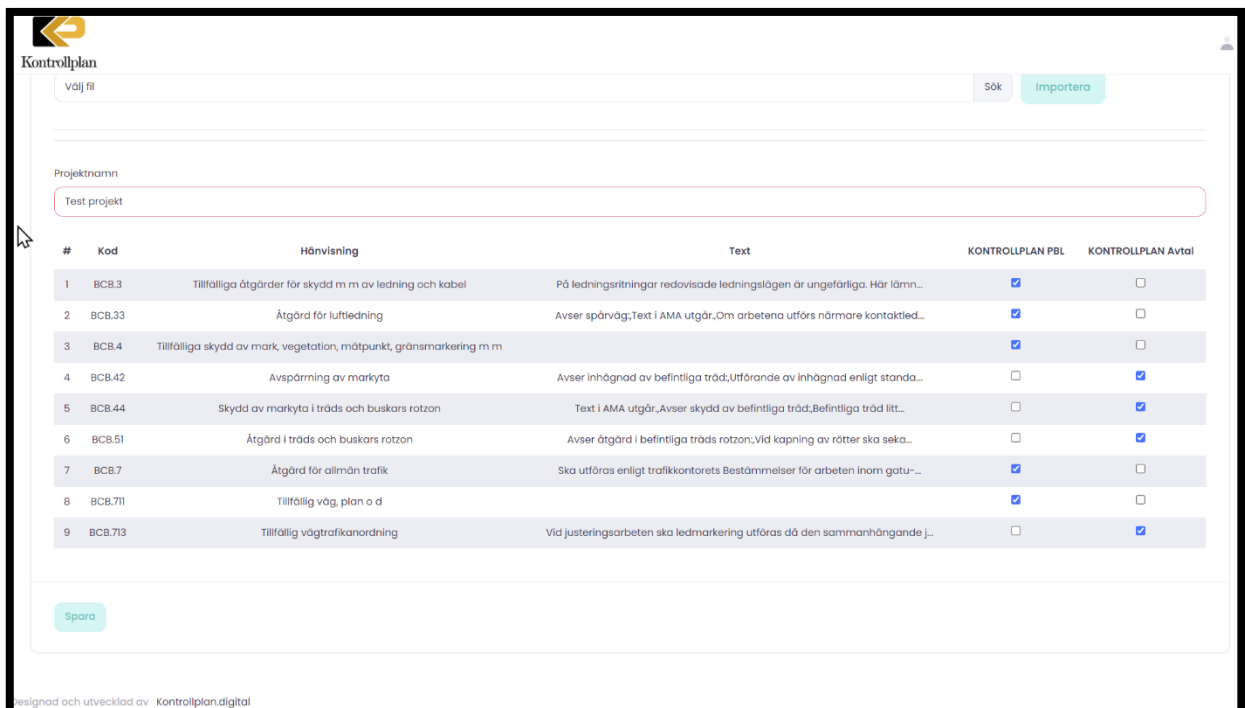 Kontrollplan
Välj fil Sök Importera
Projektnamn
Test projekt
# Kod Hänvisning Text KONTROLLPLAN PBL KONTROLLPLAN Avtal
1 BCB.3 Tillfälliga åtgärder för skydd m m av ledning och kabel På ledningsritningar redovisade ledningslägen är ungefärliga. Här lämn...
2 BCB.33 Åtgärd för luftledning Avser spårväg:,Text i AMA utgår.,Om arbetena utförs närmare kontaktled...
3 BCB.4 Tillfälliga skydd av mark, vegetation, mätpunkt, gränsmarkering m m
4 BCB.42 Avspärrning av markyta Avser inhägnad av befintliga träd:,Utförande av inhägnad enligt standa...
5 BCB.44 Skydd av markyta i träds och buskars rotzon Text i AMA utgår.,Avser skydd av befintliga träd:,Befintliga träd litt...
6 BCB.51 Åtgärd i träds och buskars rotzon Avser åtgärd i befintliga träds rotzon:,Vid kapning av rötter ska seka...
7 BCB.7 Åtgärd för allmän trafik Ska utföras enligt trafikkontorets Bestämmelser för arbeten inom gatu-...
8 BCB.711 Tillfällig väg, plan o d
9 BCB.713 Tillfällig vägtrafikanordning Vid justeringsarbeten ska ledmarkering utföras då den sammanhängande j...
Spara
Designad och utvecklad av Kontrollplan.digital